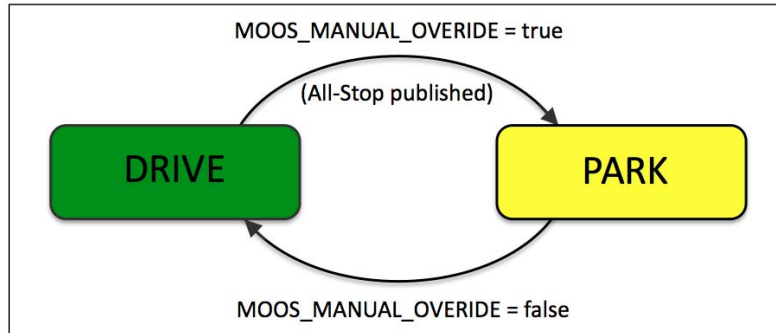 MOOS_MANUAL_OVERIDE = true
(All-Stop published)
DRIVE
PARK
MOOS_MANUAL_OVERIDE = false